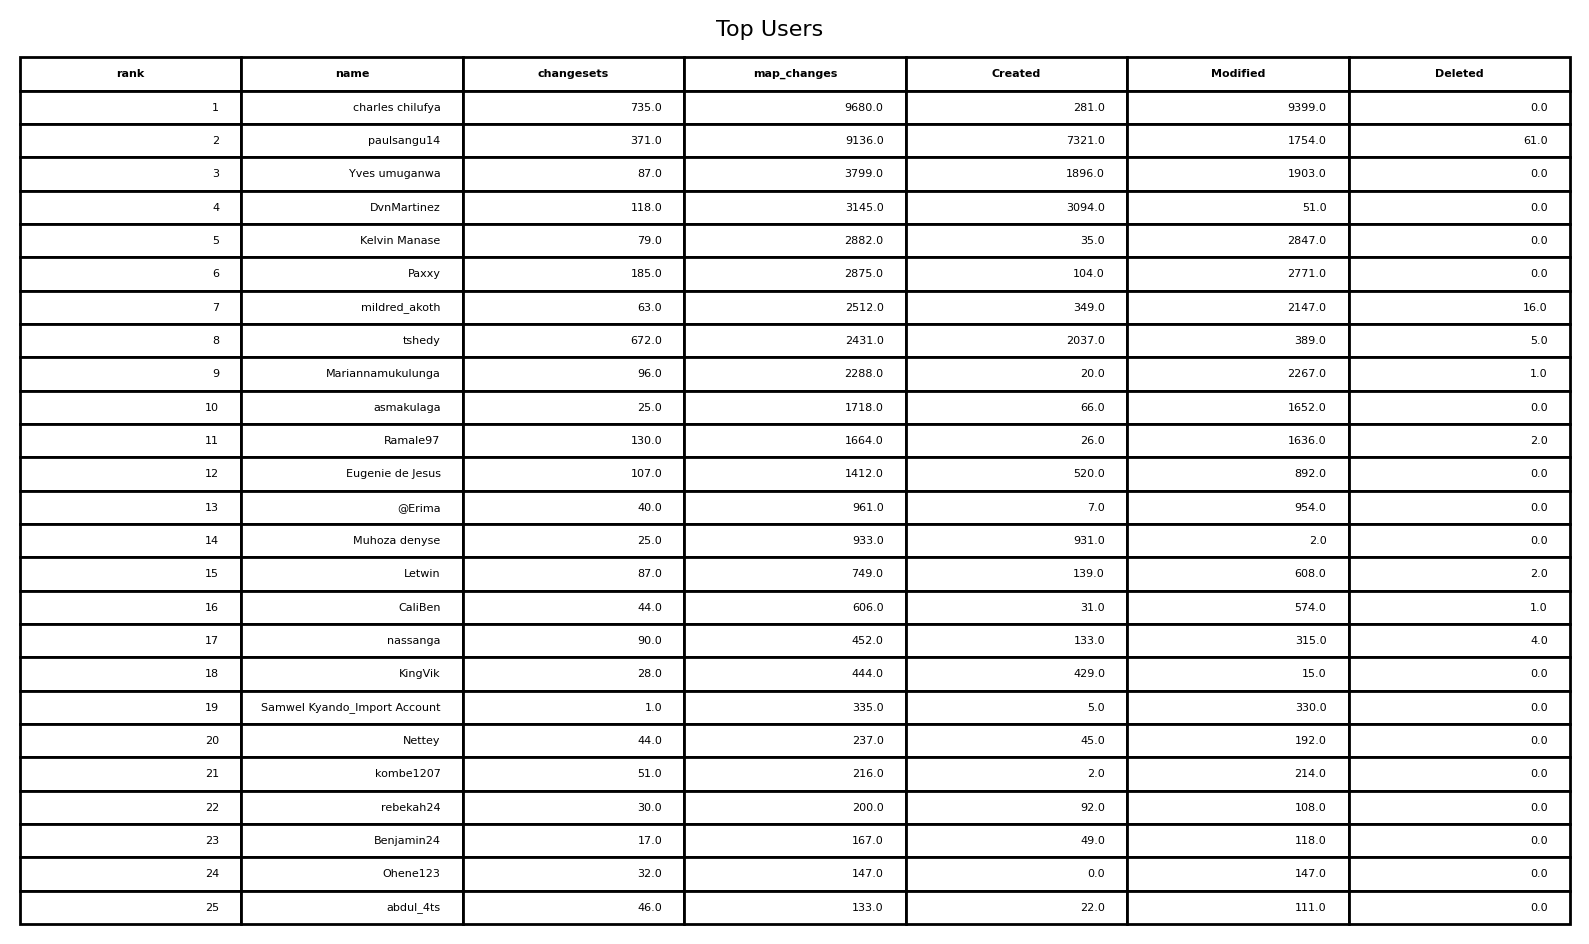 Top Users
rank name changesets map_changes Created Modified Deleted
1 charles chilufya 735.0 9680.0 281.0 9399.0 0.0
2 paulsangu14 371.0 9136.0 7321.0 1754.0 61.0
3 Yves umuganwa 87.0 3799.0 1896.0 1903.0 0.0
4 DvnMartinez 118.0 3145.0 3094.0 51.0 0.0
5 Kelvin Manase 79.0 2882.0 35.0 2847.0 0.0
6 Paxxy 185.0 2875.0 104.0 2771.0 0.0
7 mildred_akoth 63.0 2512.0 349.0 2147.0 16.0
8 tshedy 672.0 2431.0 2037.0 389.0 5.0
9 Mariannamukulunga 96.0 2288.0 20.0 2267.0 1.0
10 asmakulaga 25.0 1718.0 66.0 1652.0 0.0
11 Ramale97 130.0 1664.0 26.0 1636.0 2.0
12 Eugenie de Jesus 107.0 1412.0 520.0 892.0 0.0
13 @Erima 40.0 961.0 7.0 954.0 0.0
14 Muhoza denyse 25.0 933.0 931.0 2.0 0.0
15 Letwin 87.0 749.0 139.0 608.0 2.0
16 CaliBen 44.0 606.0 31.0 574.0 1.0
17 nassanga 90.0 452.0 133.0 315.0 4.0
18 KingVik 28.0 444.0 429.0 15.0 0.0
19 Samwel Kyando_Import Account 1.0 335.0 5.0 330.0 0.0
20 Nettey 44.0 237.0 45.0 192.0 0.0
21 kombe1207 51.0 216.0 2.0 214.0 0.0
22 rebekah24 30.0 200.0 92.0 108.0 0.0
23 Benjamin24 17.0 167.0 49.0 118.0 0.0
24 Ohene123 32.0 147.0 0.0 147.0 0.0
25 abdul_4ts 46.0 133.0 22.0 111.0 0.0